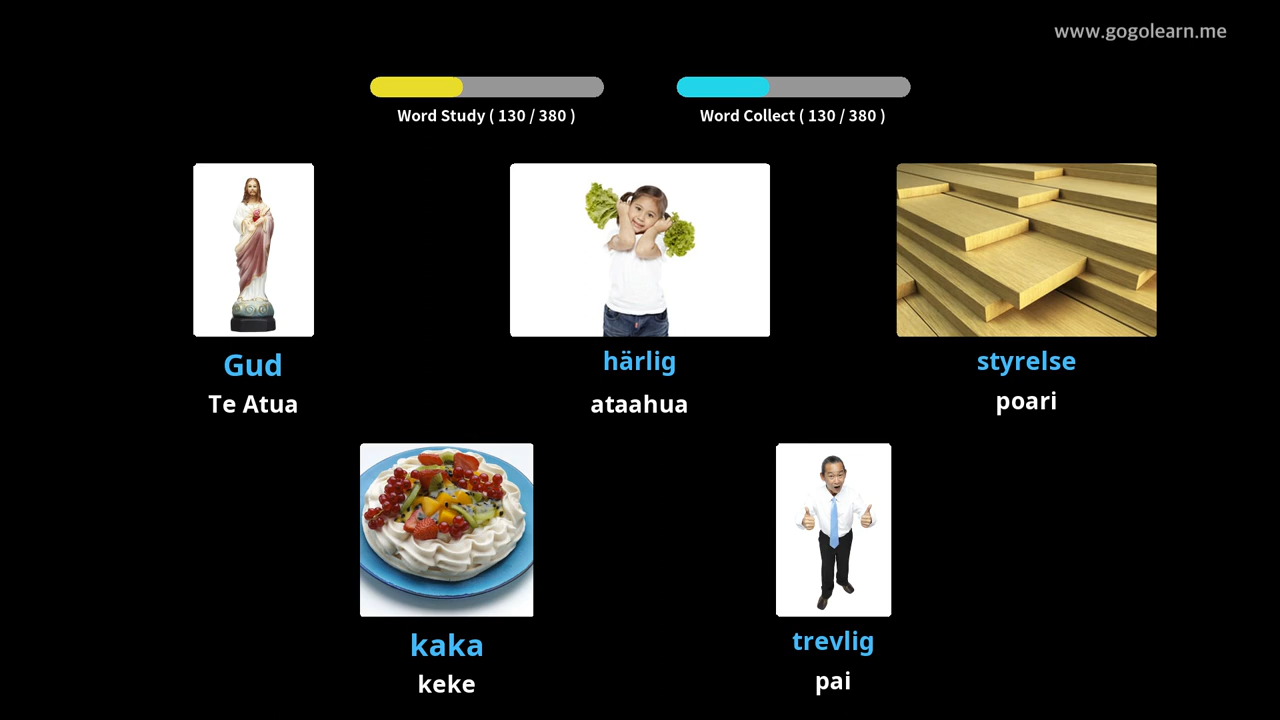 www.gogolearn.me
Word Study ( 130 / 380 )
Word Collect ( 130 / 380 )
Gud
Te Atua
härlig
ataahua
styrelse
poari
kaka
keke
trevlig
pai